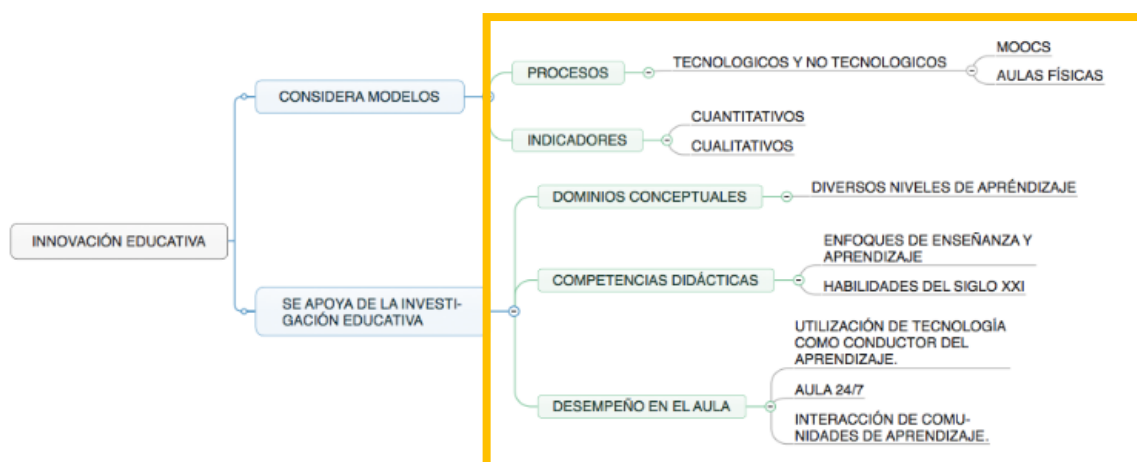 INNOVACIÓN EDUCATIVA
CONSIDERA MODELOS
PROCESOS
TECNOLOGICOS Y NO TECNOLOGICOS
MOOCS
AULAS FÍSICAS
INDICADORES
CUANTITATIVOS
CUALITATIVOS
SE APOYA DE LA INVESTI-
GACIÓN EDUCATIVA
DOMINIOS CONCEPTUALES
DIVERSOS NIVELES DE APRÉNDIZAJE
COMPETENCIAS DIDÁCTICAS
ENFOQUES DE ENSEÑANZA Y
APRENDIZAJE
HABILIDADES DEL SIGLO XXI
DESEMPEÑO EN EL AULA
UTILIZACIÓN DE TECNOLOGÍA
COMO CONDUCTOR DEL
APRENDIZAJE.
AULA 24/7
INTERACCIÓN DE COMU-
NIDADES DE APRENDIZAJE.